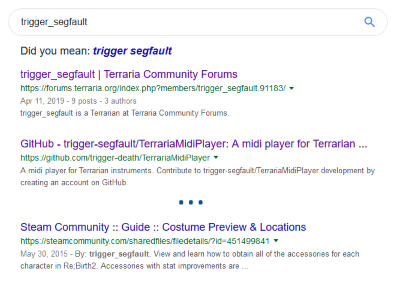 trigger_segfault
Did you mean: trigger segfault
trigger_segfault | Terraria Community Forums
https://forums.terraria.org/index.php?members/trigger_segfault.91183/
Apr 11, 2019 - 9 posts - 3 authors
trigger_segfault is a Terrarian at Terraria Community Forums.
GitHub - trigger-segfault/TerrariaMidiPlayer: A midi player for Terrarian ...
https://github.com/trigger-death/TerrariaMidiPlayer
A midi player for Terrarian instruments. Contribute to trigger-segfault/TerrariaMidiPlayer development by
creating an account on GitHub.
Steam Community :: Guide :: Costume Preview & Locations
https://steamcommunity.com/sharedfiles/filedetails/?id=451499841
May 30, 2015 - By: trigger_segfault. View and learn how to obtain all of the accessories for each
character in Re;Birth2. Accessories with stat improvements are ...